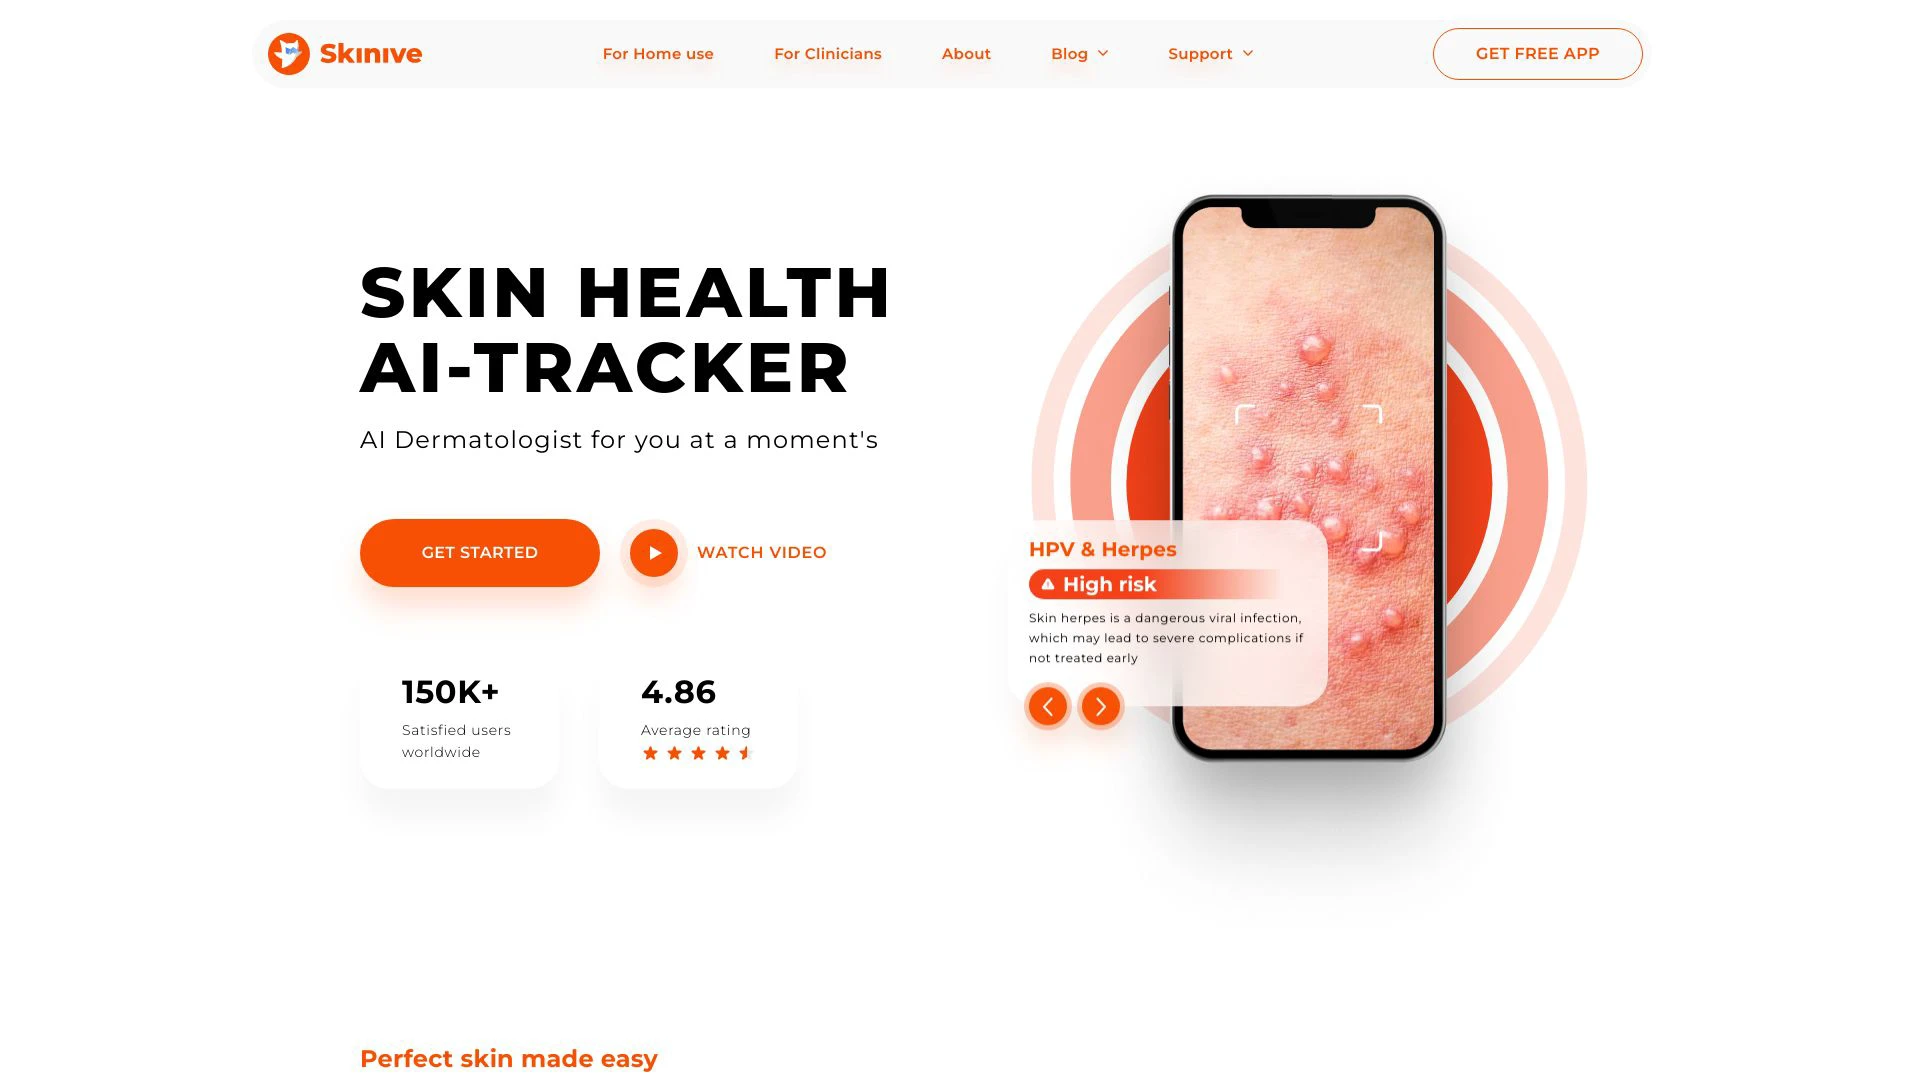 Skinive
For Home use
For Clinicians
About
Blog
Support
GET FREE APP
SKIN HEALTH
AI-TRACKER
AI Dermatologist for you at a moment's
GET STARTED
WATCH VIDEO
150K+
Satisfied users
worldwide
4.86
Average rating
HPV & Herpes
High risk
Skin herpes is a dangerous viral infection,
which may lead to severe complications if
not treated early
Perfect skin made easy